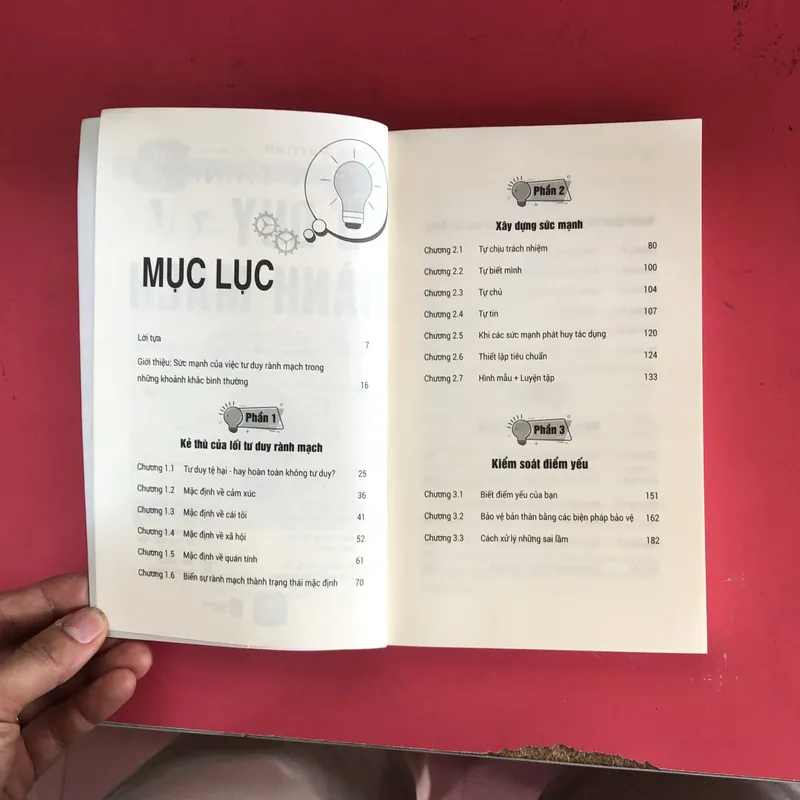 MỤC LỤC
Lời tựa 7
Giới thiệu: Sức mạnh của việc tư duy rành mạch trong
những khoảnh khắc bình thường 16
Phần 1
Kẻ thù của lối tư duy rành mạch
Chương 1.1 Tư duy tệ hại - hay hoàn toàn không tư duy? 25
Chương 1.2 Mặc định về cảm xúc 36
Chương 1.3 Mặc định về cái tôi 41
Chương 1.4 Mặc định về xã hội 52
Chương 1.5 Mặc định về quán tính 61
Chương 1.6 Biến sự rành mạch thành trạng thái mặc định 70
Phần 2
Xây dựng sức mạnh
Chương 2.1 Tự chịu trách nhiệm 80
Chương 2.2 Tự biết mình 100
Chương 2.3 Tự chủ 104
Chương 2.4 Tự tin 107
Chương 2.5 Khi các sức mạnh phát huy tác dụng 120
Chương 2.6 Thiết lập tiêu chuẩn 124
Chương 2.7 Hình mẫu + Luyện tập 133
Phần 3
Kiểm soát điểm yếu
Chương 3.1 Biết điểm yếu của bạn 151
Chương 3.2 Bảo vệ bản thân bằng các biện pháp bảo vệ 162
Chương 3.3 Cách xử lý những sai lầm 182